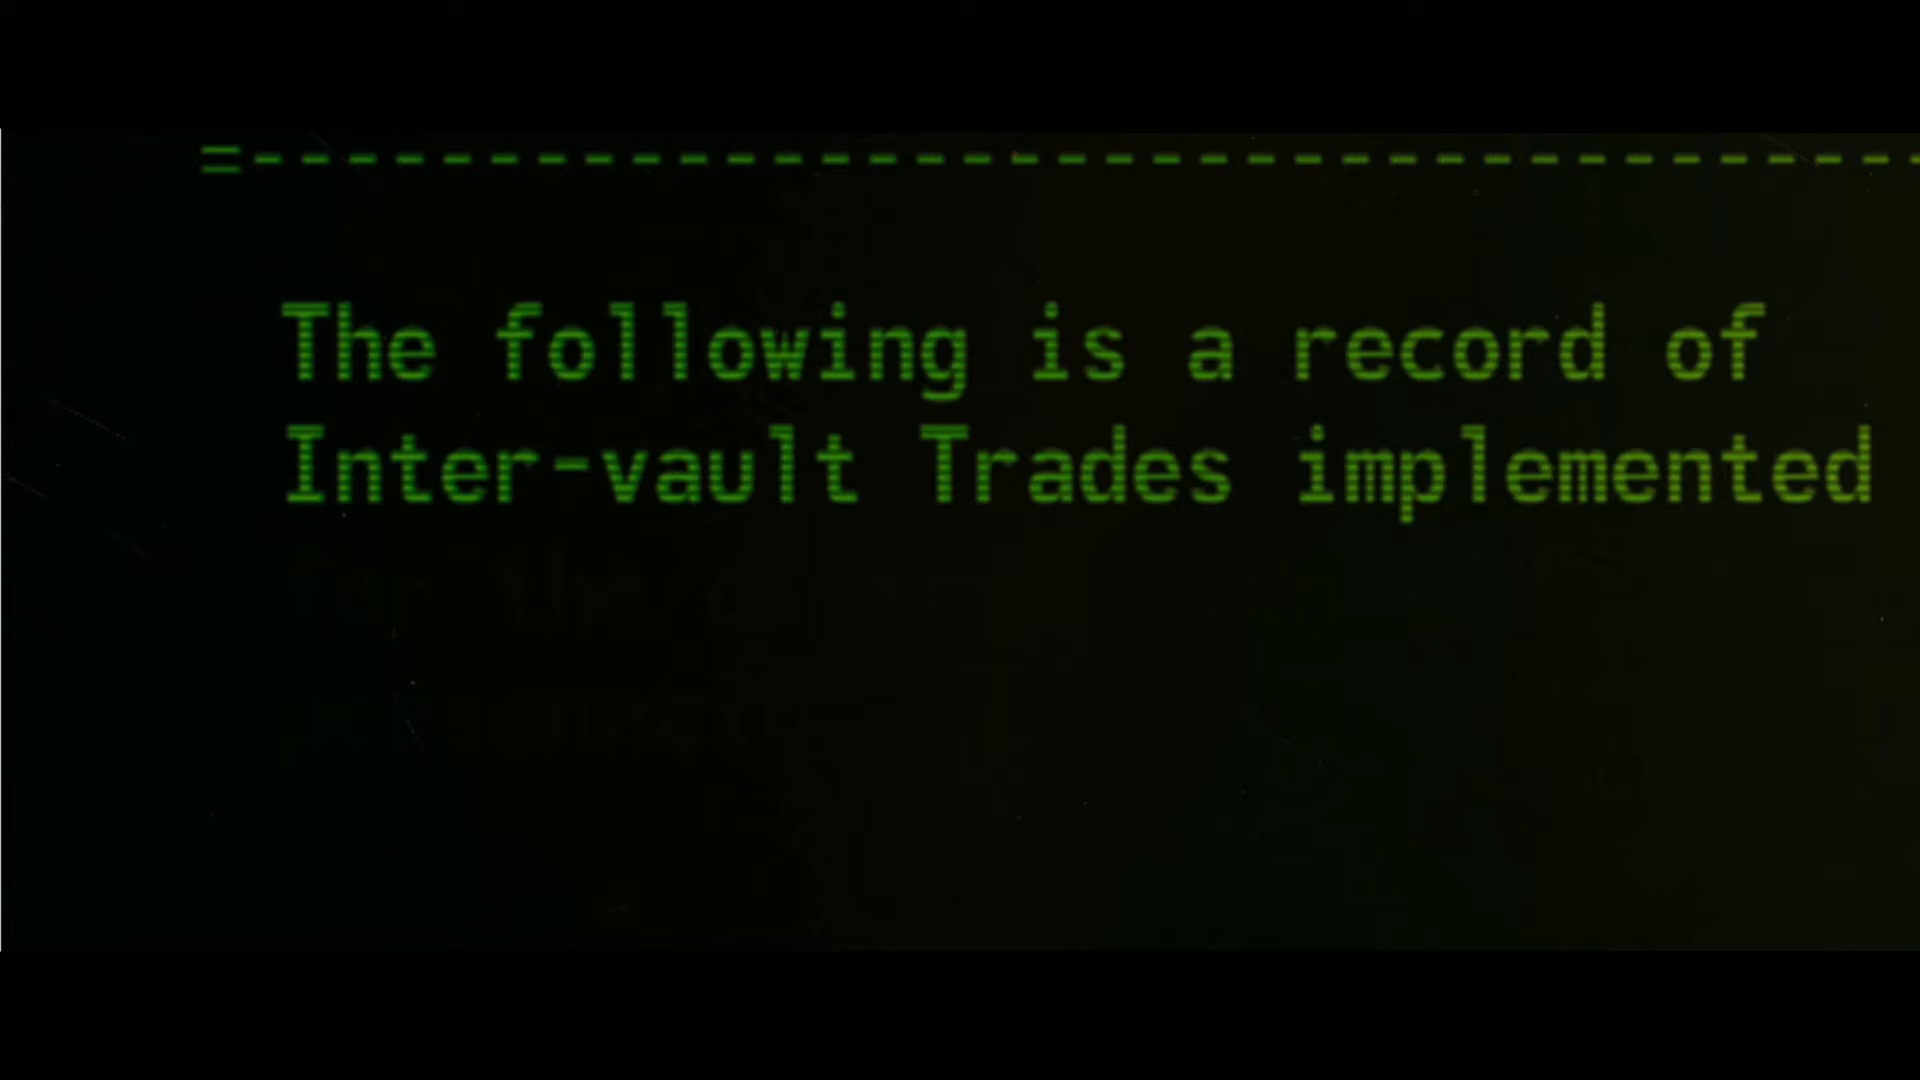 =-----------------------------------
The following is a record of
Inter-vault Trades implemented